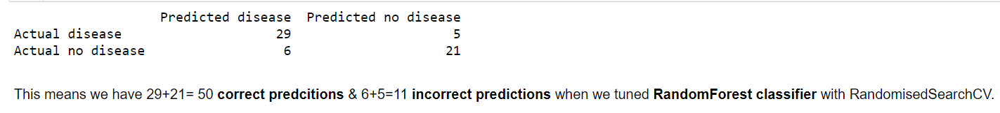 Predicted disease Predicted no disease
Actual disease 29 5
Actual no disease 6 21
This means we have 29+21= 50 correct predcitions & 6+5=11 incorrect predictions when we tuned RandomForest classifier with RandomisedSearchCV.